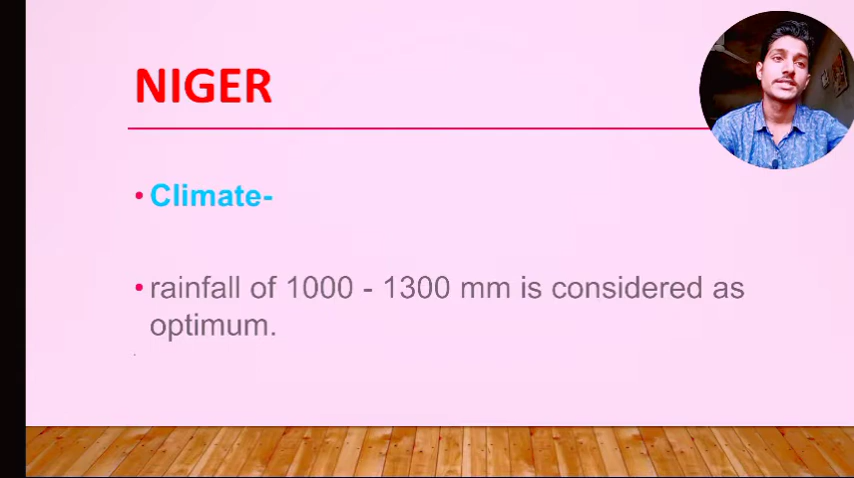 NIGER
• Climate-
• rainfall of 1000 - 1300 mm is considered as
optimum.